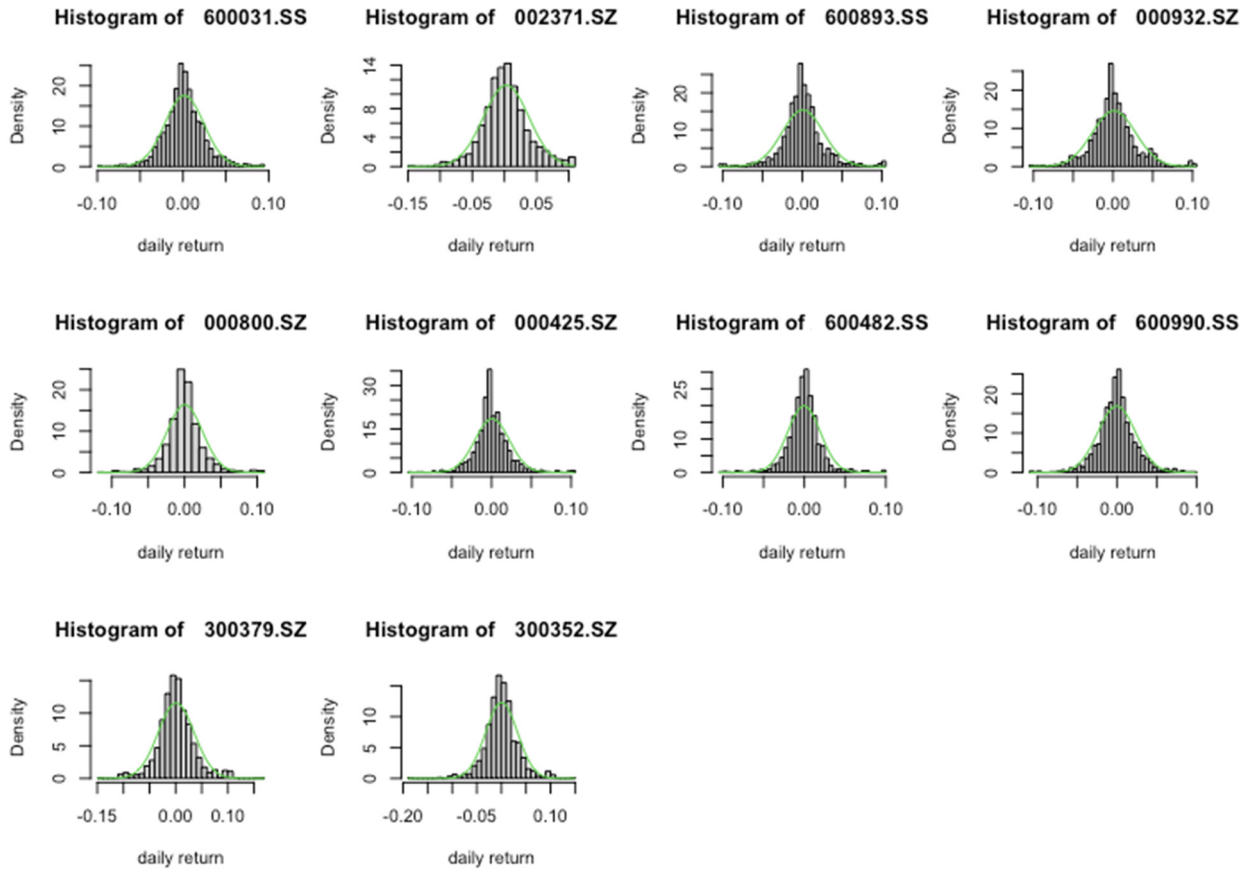 Histogram of 600031.SS
Density
0 10 20
-0.10 0.00 0.10
daily return
Histogram of 002371.SZ
Density
0 4 8 14
-0.15 -0.05 0.05
daily return
Histogram of 600893.SS
Density
0 10 20
-0.10 0.00 0.10
daily return
Histogram of 000932.SZ
Density
0 10 20
-0.10 0.00 0.10
daily return
Histogram of 000800.SZ
Density
0 10 20
-0.10 0.00 0.10
daily return
Histogram of 000425.SZ
Density
0 15 30
-0.10 0.00 0.10
daily return
Histogram of 600482.SS
Density
0 10 25
-0.10 0.00 0.10
daily return
Histogram of 600990.SS
Density
0 10 20
-0.10 0.00 0.10
daily return
Histogram of 300379.SZ
Density
0 5 10
-0.15 0.00 0.10
daily return
Histogram of 300352.SZ
Density
0 5 10
-0.20 -0.05 0.10
daily return